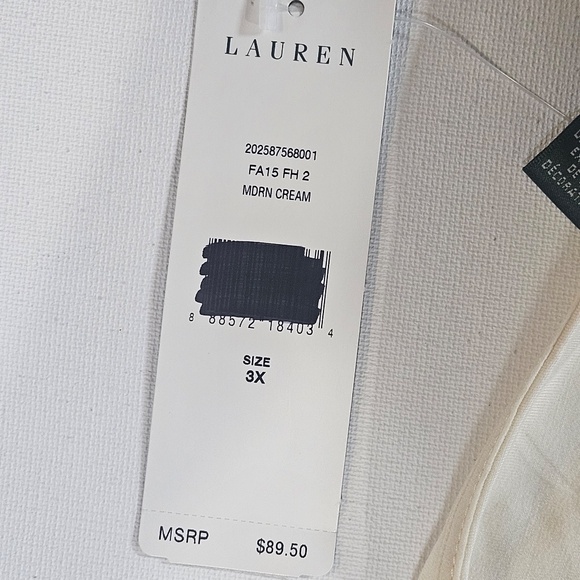 LAUREN
202587568001
FA15 FH 2
MDRN CREAM
8 88572 18403 4
SIZE
3X
MSRP $89.50